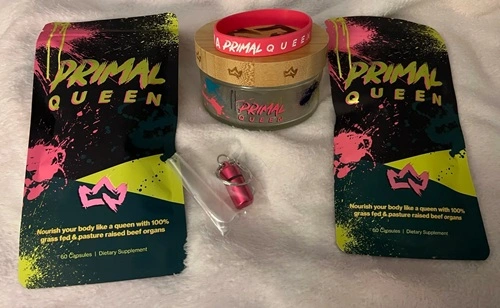 PRIMAL
QUEEN
Nourish your body like a queen with 100%
grass fed & pasture raised beef organs
60 Capsules | Dietary Supplement
A PRIMAL QUEEN
PRIMAL
QUEEN
PRIMAL
QUEEN
Nourish your body like a queen with 100%
grass fed & pasture raised beef organs
60 Capsules | Dietary Supplement